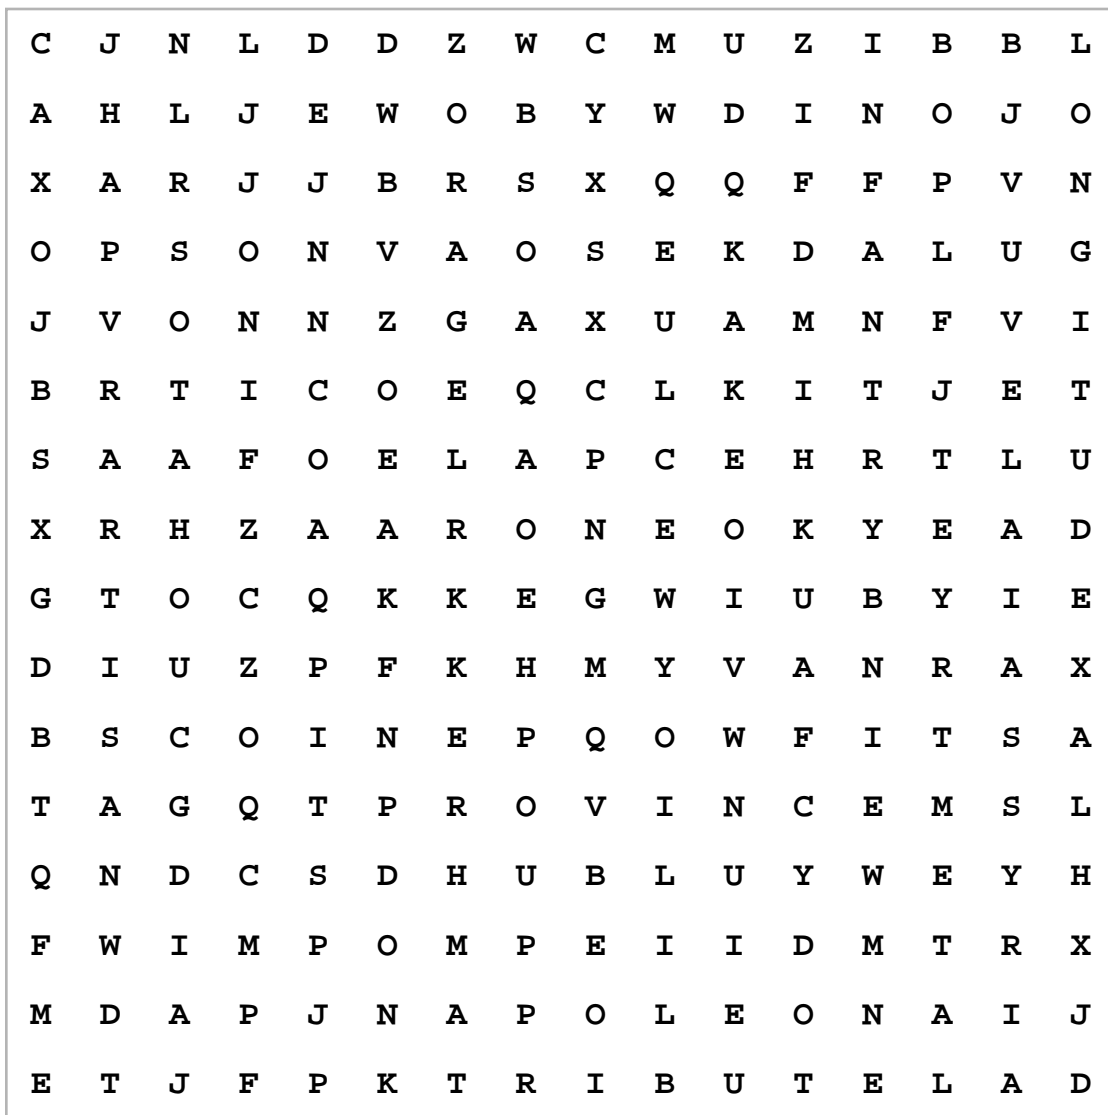 C J N L D D Z W C M U Z I B B L
A H L J E W O B Y W D I N O J O
X A R J J B R S X Q Q F F P V N
O P S O N V A O S E K D A L U G
J V O N N Z G A X U A M N F V I
B R T I C O E Q C L K I T J E T
S A A F O E L A P C E H R T L U
X R H Z A A R O N E O K Y E A D
G T O C Q K K E G W I U B Y I E
D I U Z P F K H M Y V A N R A X
B S C O I N E P Q O W F I T S A
T A G Q T P R O V I N C E M S L
Q N D C S D H U B L U Y W E Y H
F W I M P O M P E I I D M T R X
M D A P J N A P O L E O N A I J
E T J F P K T R I B U T E L A D